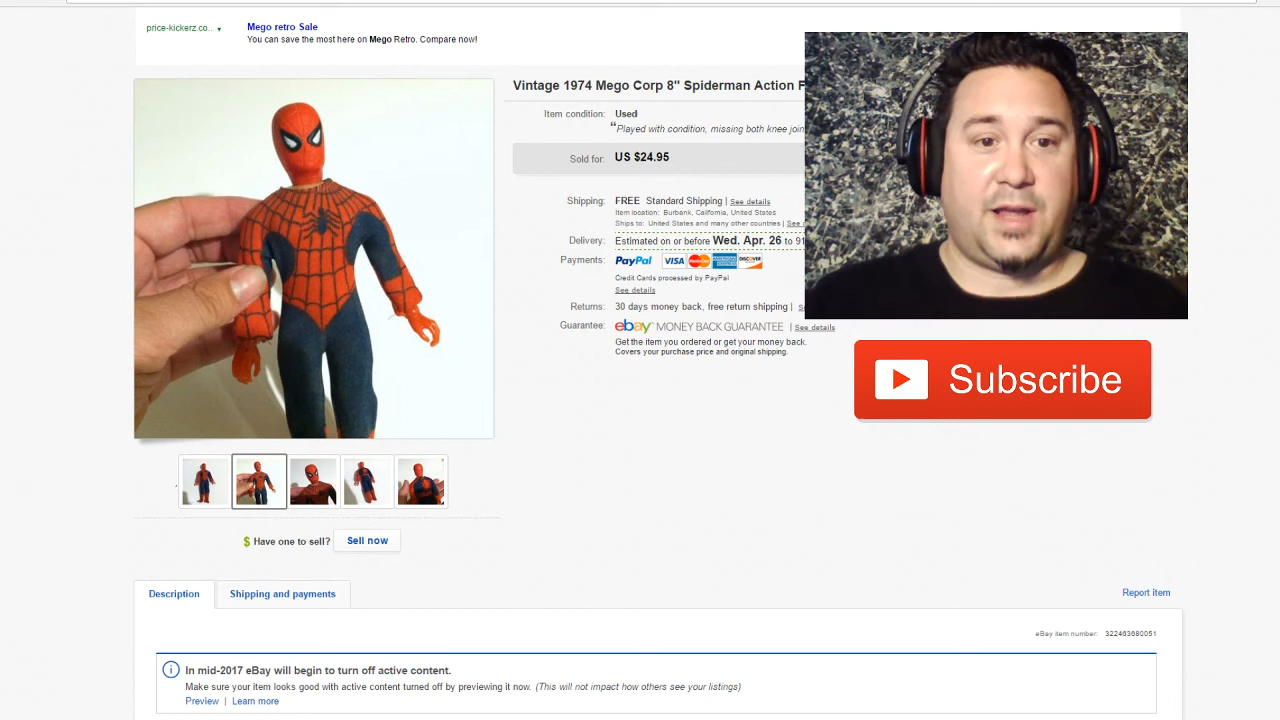 price-kickerz.co..
Mego retro Sale
You can save the most here on Mego Retro. Compare now!
Vintage 1974 Mego Corp 8" Spiderman Action
Item condition: Used
"Played with condition, missing both knee
Sold for: US $24.95
Shipping: FREE Standard Shipping | See details
Item location: Burbank, California, United States
Ships to: United States and many other countries |
Delivery: Estimated on or before Wed. Apr. 26 to
Payments: PayPal VISA MasterCard DISCOVER
Credit Cards processed by PayPal
See details
Returns: 30 days money back, free return shipping |
Guarantee: ebay MONEY BACK GUARANTEE | See details
Get the item you ordered or get your money back.
Covers your purchase price and original shipping.
Subscribe
$ Have one to sell? Sell now
Description Shipping and payments Report item
eBay item number: 322463680051
In mid-2017 eBay will begin to turn off active content.
Make sure your item looks good with active content turned off by previewing it now. (This will not impact how others see your listings)
Preview | Learn more